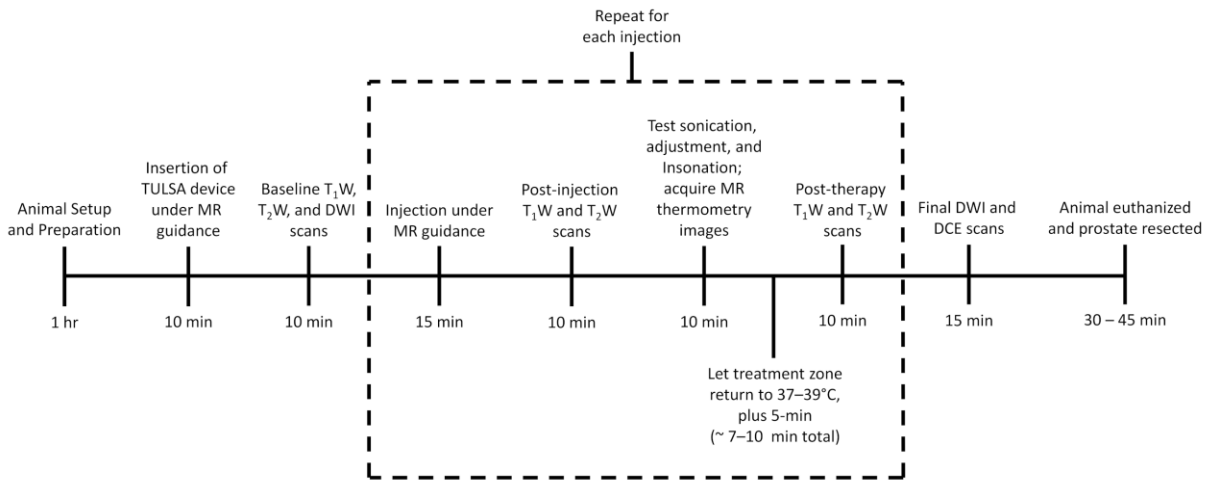 Repeat for
each injection
Animal Setup
and Preparation
Insertion of
TULSA device
under MR
guidance
Baseline T₁W,
T₂W, and DWI
scans
Injection under
MR guidance
Post-injection
T₁W and T₂W
scans
Test sonication,
adjustment, and
Insonation;
acquire MR
thermometry
images
Post-therapy
T₁W and T₂W
scans
Final DWI and
DCE scans
Animal euthanized
and prostate resected
1 hr
10 min
10 min
15 min
10 min
10 min
10 min
15 min
30 – 45 min
Let treatment zone
return to 37–39°C,
plus 5-min
(~ 7–10 min total)